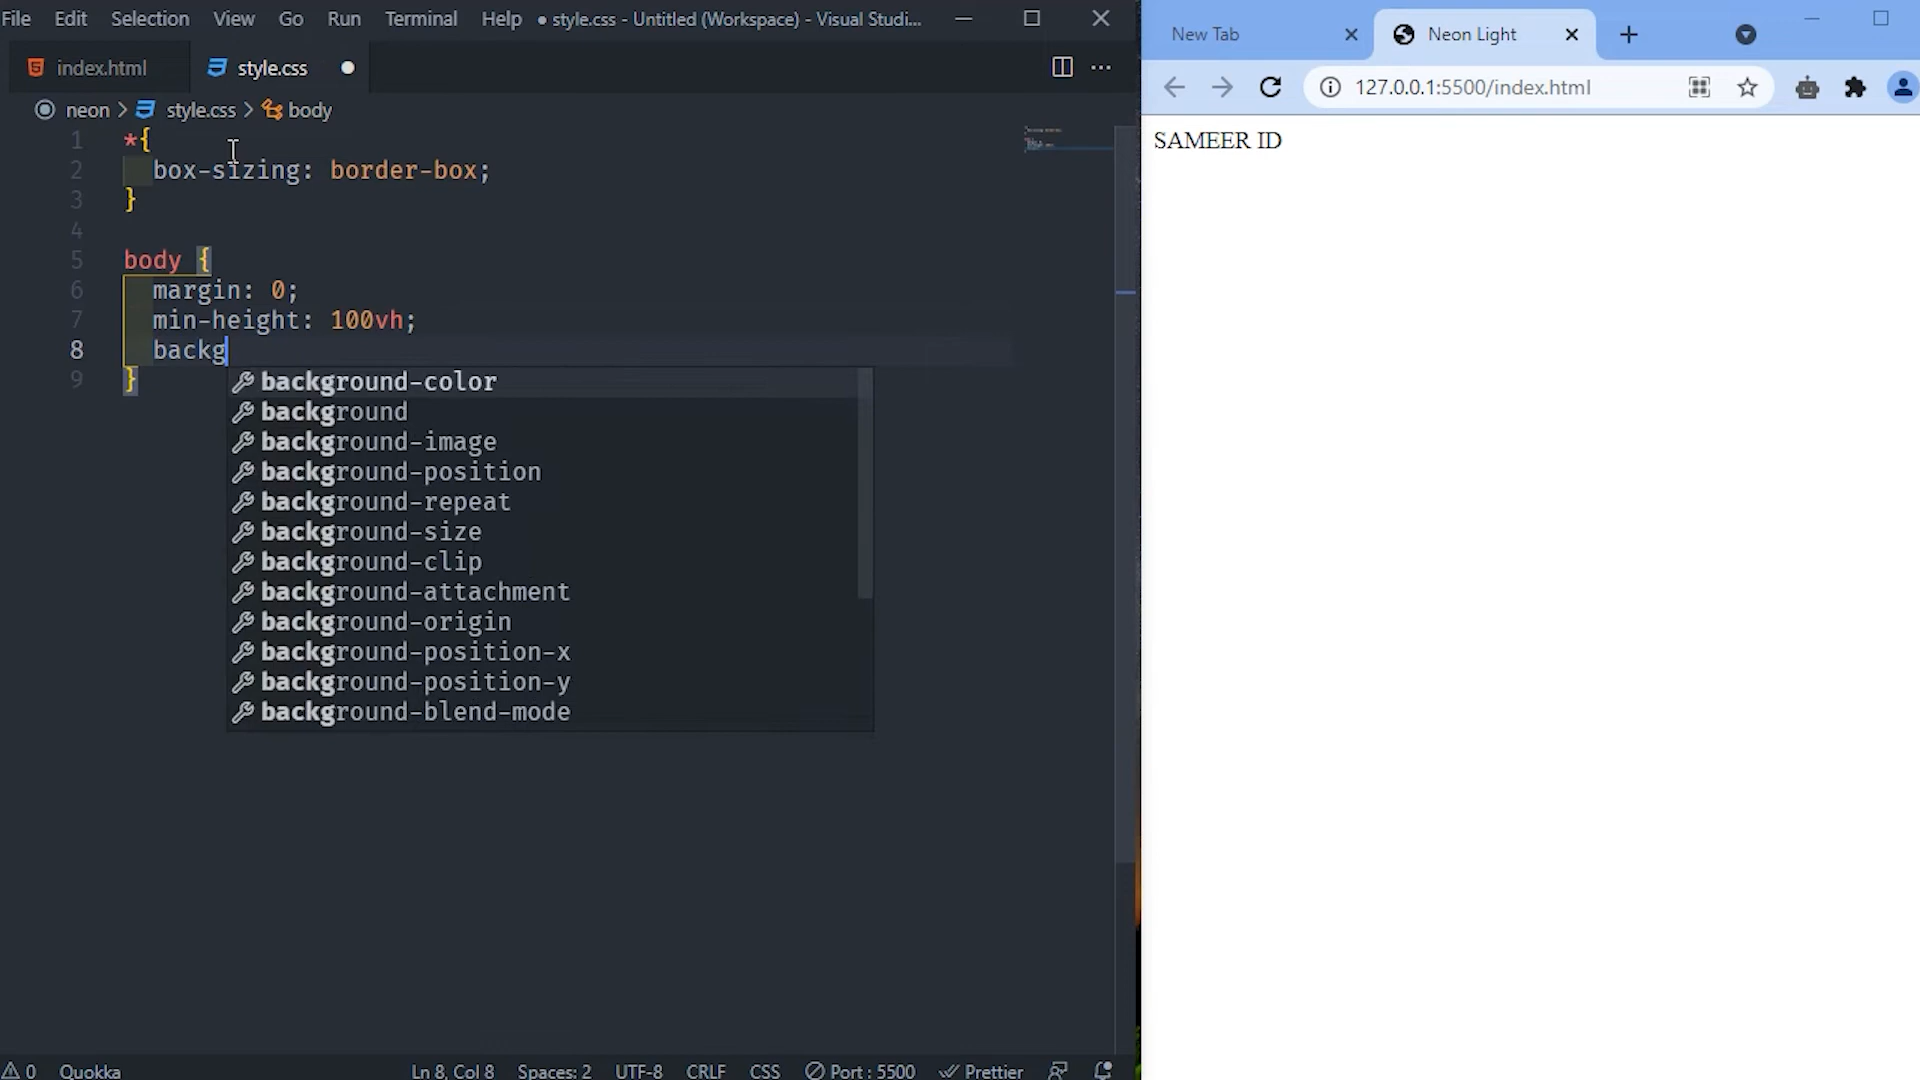 File Edit Selection View Go Run Terminal Help ● style.css - Untitled (Workspace) - Visual Studi...
index.html style.css
neon > style.css > body
1 *{
2 box-sizing: border-box;
3 }
4
5 body {
6 margin: 0;
7 min-height: 100vh;
8 backg
9 }
background-color
background
background-image
background-position
background-repeat
background-size
background-clip
background-attachment
background-origin
background-position-x
background-position-y
background-blend-mode
0 Quokka Ln 8, Col 8 Spaces: 2 UTF-8 CRLF CSS Port : 5500 Prettier
New Tab Neon Light
127.0.0.1:5500/index.html
SAMEER ID